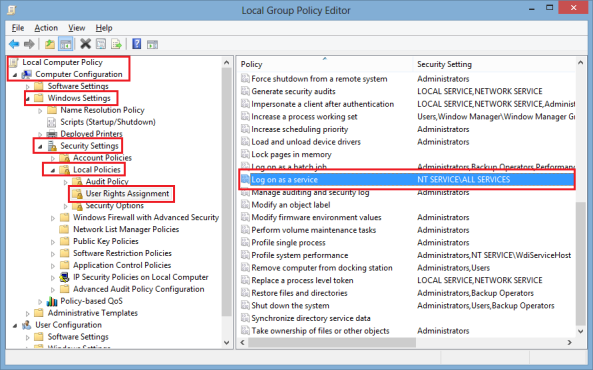 Local Group Policy Editor
File Action View Help
Local Computer Policy
Computer Configuration
Software Settings
Windows Settings
Name Resolution Policy
Scripts (Startup/Shutdown)
Deployed Printers
Security Settings
Account Policies
Local Policies
Audit Policy
User Rights Assignment
Security Options
Windows Firewall with Advanced Security
Network List Manager Policies
Public Key Policies
Software Restriction Policies
Application Control Policies
IP Security Policies on Local Computer
Advanced Audit Policy Configuration
Policy-based QoS
Administrative Templates
User Configuration
Software Settings
Windows Settings
Policy Security Setting
Force shutdown from a remote system Administrators
Generate security audits LOCAL SERVICE,NETWORK SERVICE
Impersonate a client after authentication LOCAL SERVICE,NETWORK SERVICE,Administ
Increase a process working set Users,Window Manager\Window Manager G
Increase scheduling priority Administrators
Load and unload device drivers Administrators
Lock pages in memory
Log on as a batch job Administrators,Backup Operators,Performance
Log on as a service NT SERVICE\ALL SERVICES
Manage auditing and security log Administrators
Modify an object label
Modify firmware environment values Administrators
Perform volume maintenance tasks Administrators
Profile single process Administrators
Profile system performance Administrators,NT SERVICE\WdiServiceHost
Remove computer from docking station Administrators,Users
Replace a process level token LOCAL SERVICE,NETWORK SERVICE
Restore files and directories Administrators,Backup Operators
Shut down the system Administrators,Users,Backup Operators
Synchronize directory service data
Take ownership of files or other objects Administrators